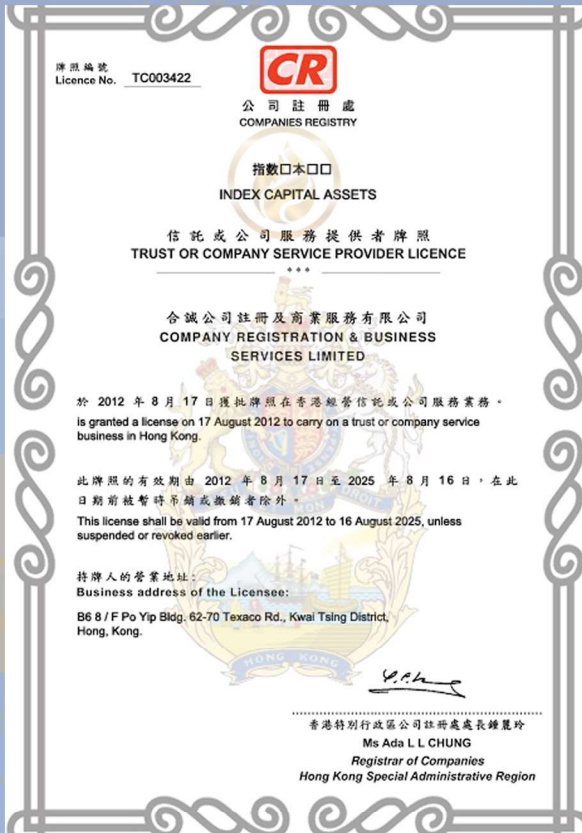 牌照編號
Licence No. TC003422
CR
公司註冊處
COMPANIES REGISTRY
指數口本口口
INDEX CAPITAL ASSETS
信託或公司服務提供者牌照
TRUST OR COMPANY SERVICE PROVIDER LICENCE
***
合誠公司註冊及商業服務有限公司
COMPANY REGISTRATION & BUSINESS
SERVICES LIMITED
於 2012 年 8 月 17 日獲批牌照在香港經營信託或公司服務業務。
is granted a license on 17 August 2012 to carry on a trust or company service
business in Hong Kong.
此牌照的有效期由 2012 年 8 月 17 日至 2025 年 8 月 16 日，在此
日期前被暫時吊銷或撤銷者除外。
This license shall be valid from 17 August 2012 to 16 August 2025, unless
suspended or revoked earlier.
持牌人的營業地址：
Business address of the Licensee:
B6 8 / F Po Yip Bldg. 62-70 Texaco Rd., Kwai Tsing District,
Hong, Kong.
HONG KONG
香港特別行政區公司註冊處處長鍾麗玲
Ms Ada L L CHUNG
Registrar of Companies
Hong Kong Special Administrative Region